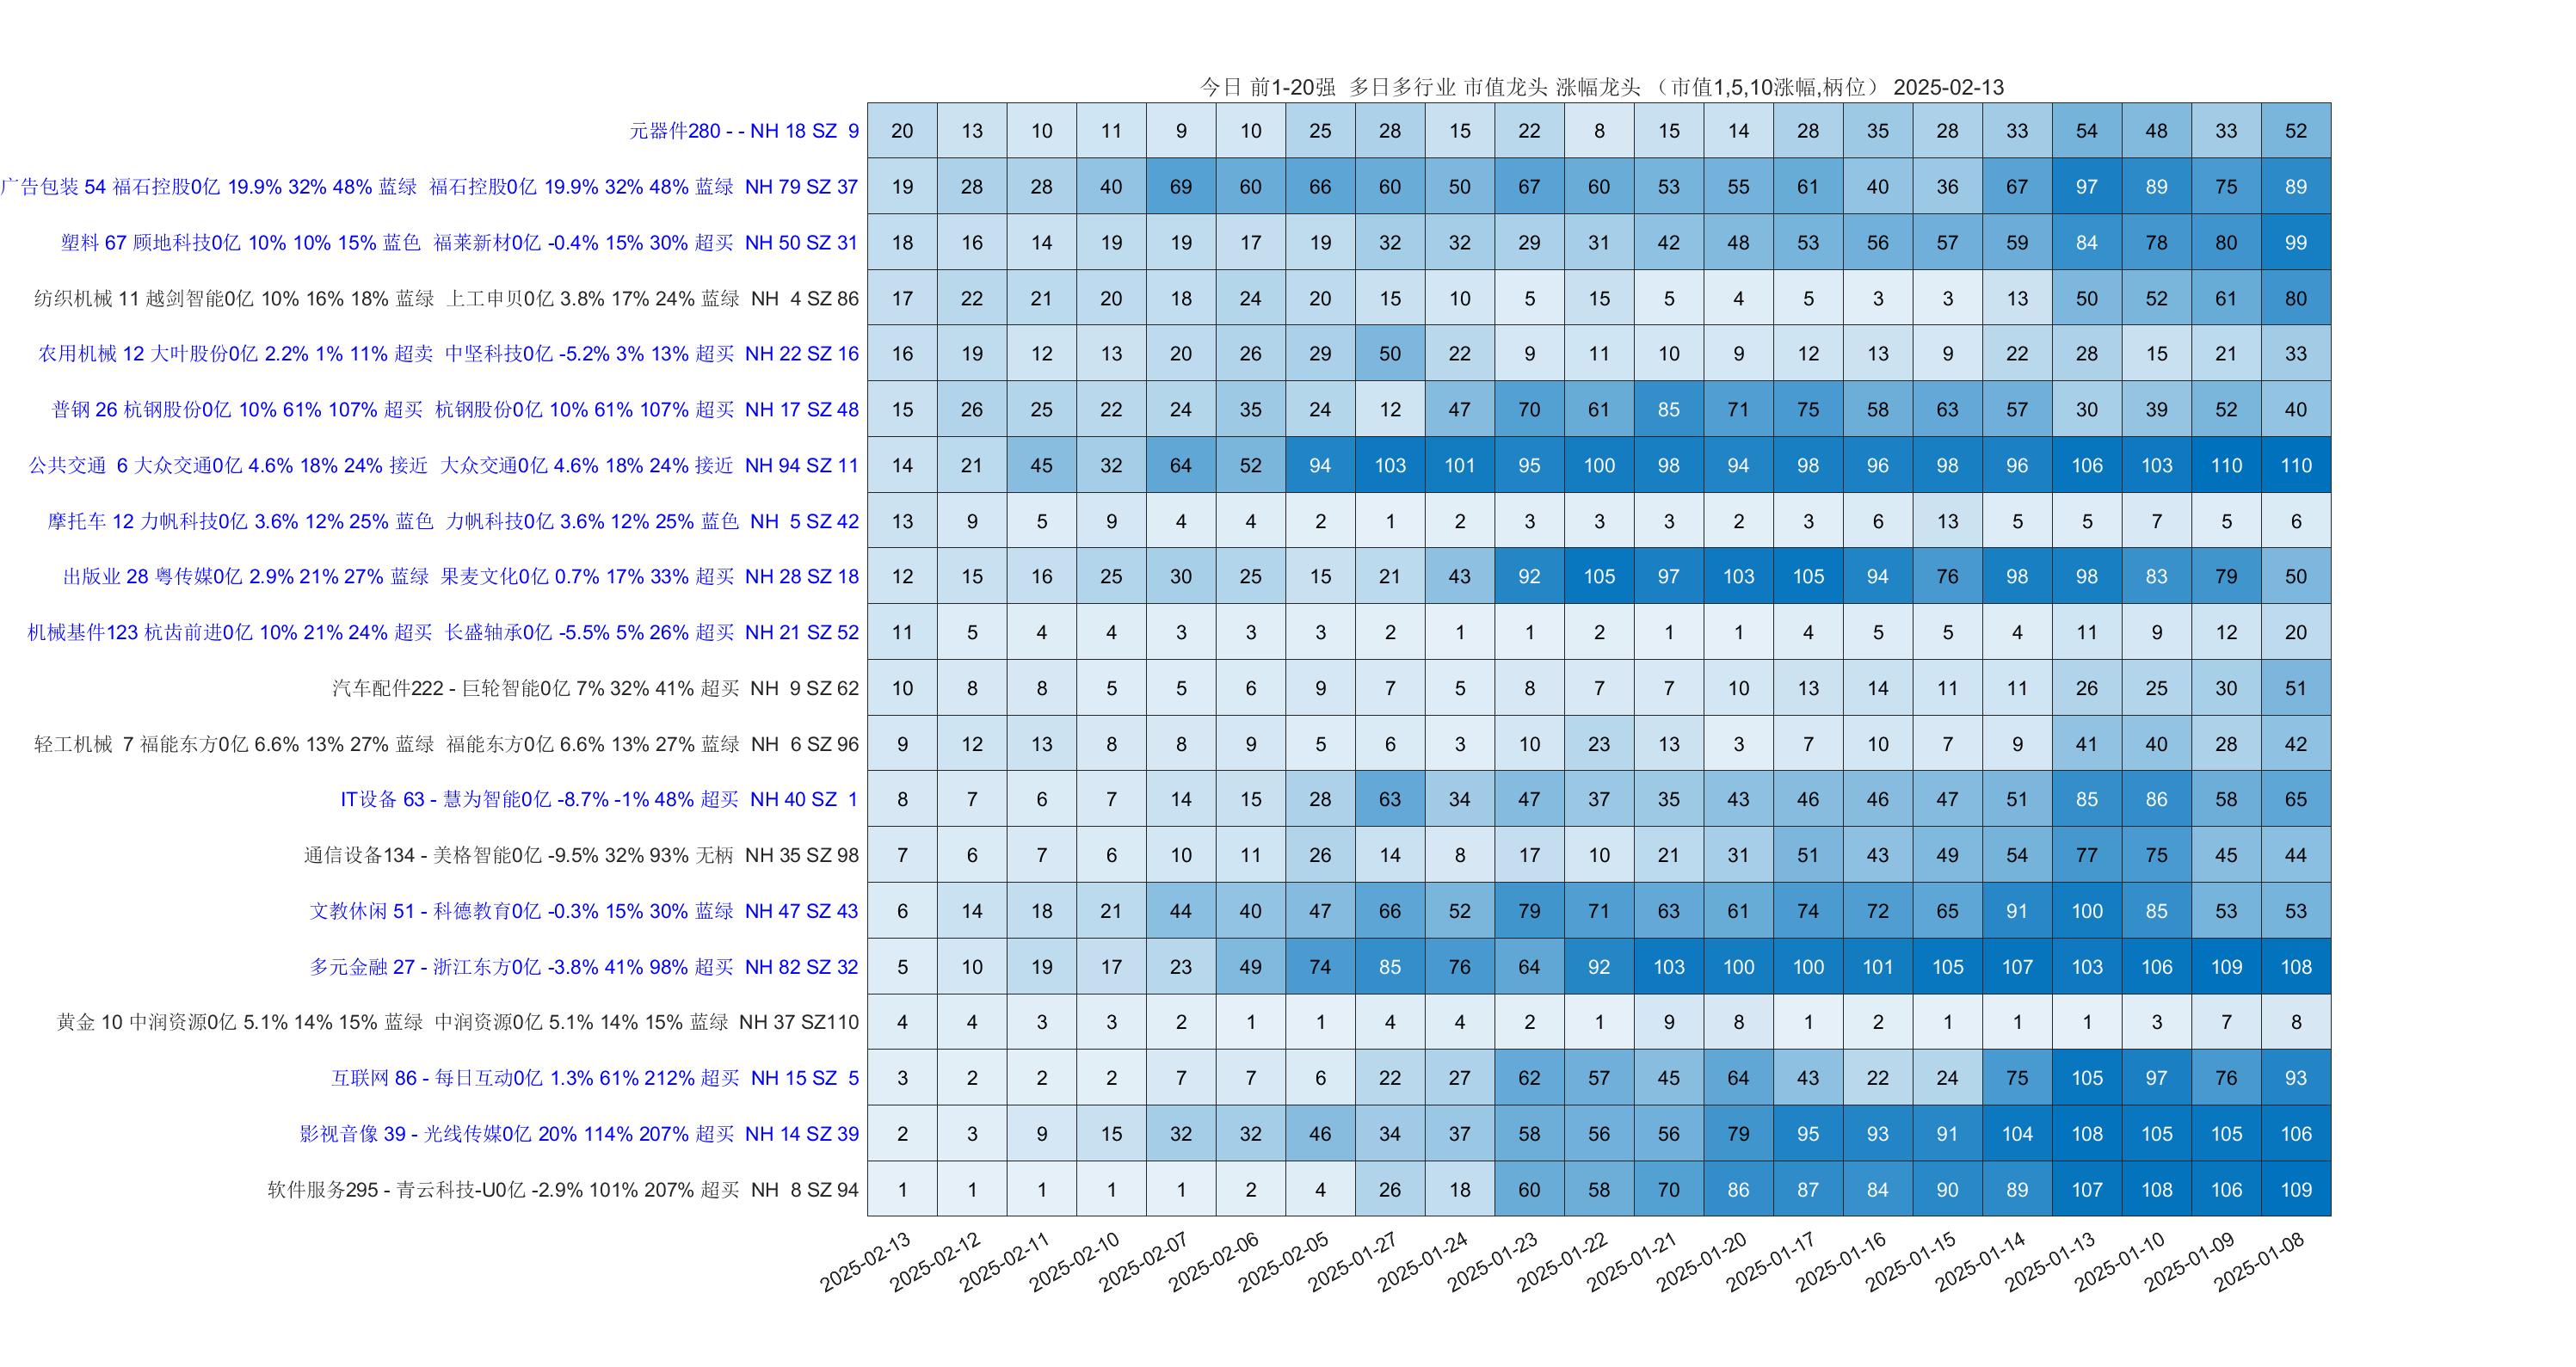 今日 前1-20强 多日多行业 市值龙头 涨幅龙头 （市值1,5,10涨幅,柄位） 2025-02-13
元器件280 - - NH 18 SZ 9 20 13 10 11 9 10 25 28 15 22 8 15 14 28 35 28 33 54 48 33 52
广告包装 54 福石控股0亿 19.9% 32% 48% 蓝绿 福石控股0亿 19.9% 32% 48% 蓝绿 NH 79 SZ 37 19 28 28 40 69 60 66 60 50 67 60 53 55 61 40 36 67 97 89 75 89
塑料 67 顾地科技0亿 10% 10% 15% 蓝色 福莱新材0亿 -0.4% 15% 30% 超买 NH 50 SZ 31 18 16 14 19 19 17 19 32 32 29 31 42 48 53 56 57 59 84 78 80 99
纺织机械 11 越剑智能0亿 10% 16% 18% 蓝绿 上工申贝0亿 3.8% 17% 24% 蓝绿 NH 4 SZ 86 17 22 21 20 18 24 20 15 10 5 15 5 4 5 3 3 13 50 52 61 80
农用机械 12 大叶股份0亿 2.2% 1% 11% 超卖 中坚科技0亿 -5.2% 3% 13% 超买 NH 22 SZ 16 16 19 12 13 20 26 29 50 22 9 11 10 9 12 13 9 22 28 15 21 33
普钢 26 杭钢股份0亿 10% 61% 107% 超买 杭钢股份0亿 10% 61% 107% 超买 NH 17 SZ 48 15 26 25 22 24 35 24 12 47 70 61 85 71 75 58 63 57 30 39 52 40
公共交通 6 大众交通0亿 4.6% 18% 24% 接近 大众交通0亿 4.6% 18% 24% 接近 NH 94 SZ 11 14 21 45 32 64 52 94 103 101 95 100 98 94 98 96 98 96 106 103 110 110
摩托车 12 力帆科技0亿 3.6% 12% 25% 蓝色 力帆科技0亿 3.6% 12% 25% 蓝色 NH 5 SZ 42 13 9 5 9 4 4 2 1 2 3 3 3 2 3 6 13 5 5 7 5 6
出版业 28 粤传媒0亿 2.9% 21% 27% 蓝绿 果麦文化0亿 0.7% 17% 33% 超买 NH 28 SZ 18 12 15 16 25 30 25 15 21 43 92 105 97 103 105 94 76 98 98 83 79 50
机械基件123 杭齿前进0亿 10% 21% 24% 超买 长盛轴承0亿 -5.5% 5% 26% 超买 NH 21 SZ 52 11 5 4 4 3 3 3 2 1 1 2 1 1 4 5 5 4 11 9 12 20
汽车配件222 - 巨轮智能0亿 7% 32% 41% 超买 NH 9 SZ 62 10 8 8 5 5 6 9 7 5 8 7 7 10 13 14 11 11 26 25 30 51
轻工机械 7 福能东方0亿 6.6% 13% 27% 蓝绿 福能东方0亿 6.6% 13% 27% 蓝绿 NH 6 SZ 96 9 12 13 8 8 9 5 6 3 10 23 13 3 7 10 7 9 41 40 28 42
IT设备 63 - 慧为智能0亿 -8.7% -1% 48% 超买 NH 40 SZ 1 8 7 6 7 14 15 28 63 34 47 37 35 43 46 46 47 51 85 86 58 65
通信设备134 - 美格智能0亿 -9.5% 32% 93% 无柄 NH 35 SZ 98 7 6 7 6 10 11 26 14 8 17 10 21 31 51 43 49 54 77 75 45 44
文教休闲 51 - 科德教育0亿 -0.3% 15% 30% 蓝绿 NH 47 SZ 43 6 14 18 21 44 40 47 66 52 79 71 63 61 74 72 65 91 100 85 53 53
多元金融 27 - 浙江东方0亿 -3.8% 41% 98% 超买 NH 82 SZ 32 5 10 19 17 23 49 74 85 76 64 92 103 100 100 101 105 107 103 106 109 108
黄金 10 中润资源0亿 5.1% 14% 15% 蓝绿 中润资源0亿 5.1% 14% 15% 蓝绿 NH 37 SZ110 4 4 3 3 2 1 1 4 4 2 1 9 8 1 2 1 1 1 3 7 8
互联网 86 - 每日互动0亿 1.3% 61% 212% 超买 NH 15 SZ 5 3 2 2 2 7 7 6 22 27 62 57 45 64 43 22 24 75 105 97 76 93
影视音像 39 - 光线传媒0亿 20% 114% 207% 超买 NH 14 SZ 39 2 3 9 15 32 32 46 34 37 58 56 56 79 95 93 91 104 108 105 105 106
软件服务295 - 青云科技-U0亿 -2.9% 101% 207% 超买 NH 8 SZ 94 1 1 1 1 1 2 4 26 18 60 58 70 86 87 84 90 89 107 108 106 109
2025-02-13 2025-02-12 2025-02-11 2025-02-10 2025-02-07 2025-02-06 2025-02-05 2025-01-27 2025-01-24 2025-01-23 2025-01-22 2025-01-21 2025-01-20 2025-01-17 2025-01-16 2025-01-15 2025-01-14 2025-01-13 2025-01-10 2025-01-09 2025-01-08